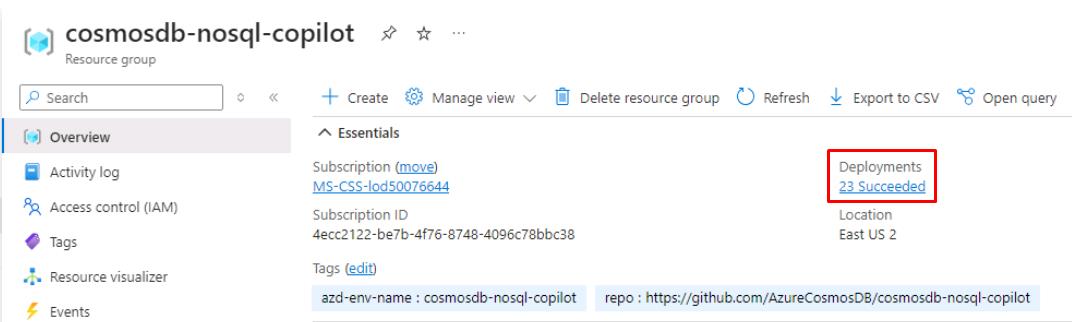 cosmosdb-nosql-copilot
Resource group
Search
Create Manage view Delete resource group Refresh Export to CSV Open query
Overview
Essentials
Activity log
Subscription (move) Deployments
MS-CSS-lod50076644 23 Succeeded
Access control (IAM)
Subscription ID Location
4ecc2122-be7b-4f76-8748-4096c78bbc38 East US 2
Tags
Tags (edit)
Resource visualizer
azd-env-name : cosmosdb-nosql-copilot repo : https://github.com/AzureCosmosDB/cosmosdb-nosql-copilot
Events